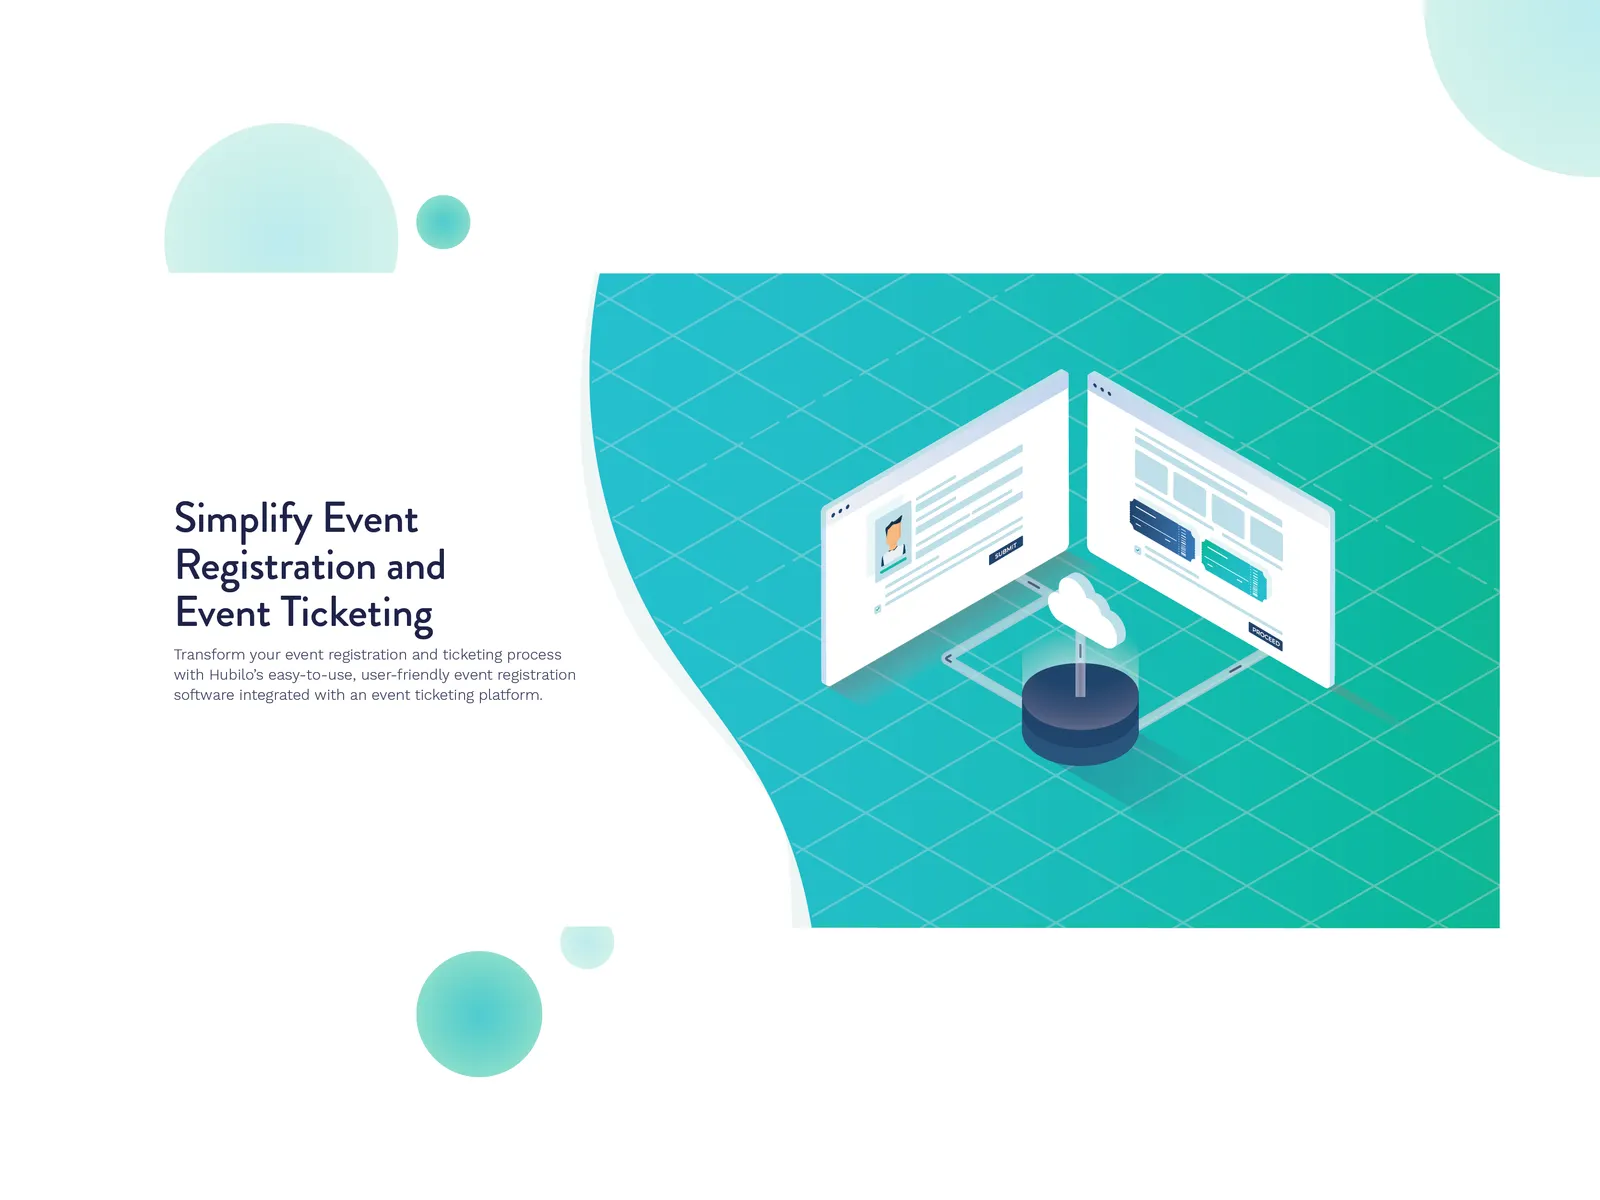 Simplify Event
Registration and
Event Ticketing
Transform your event registration and ticketing process
with Hubilo’s easy-to-use, user-friendly event registration
software integrated with an event ticketing platform.
SUBMIT
PROCEED